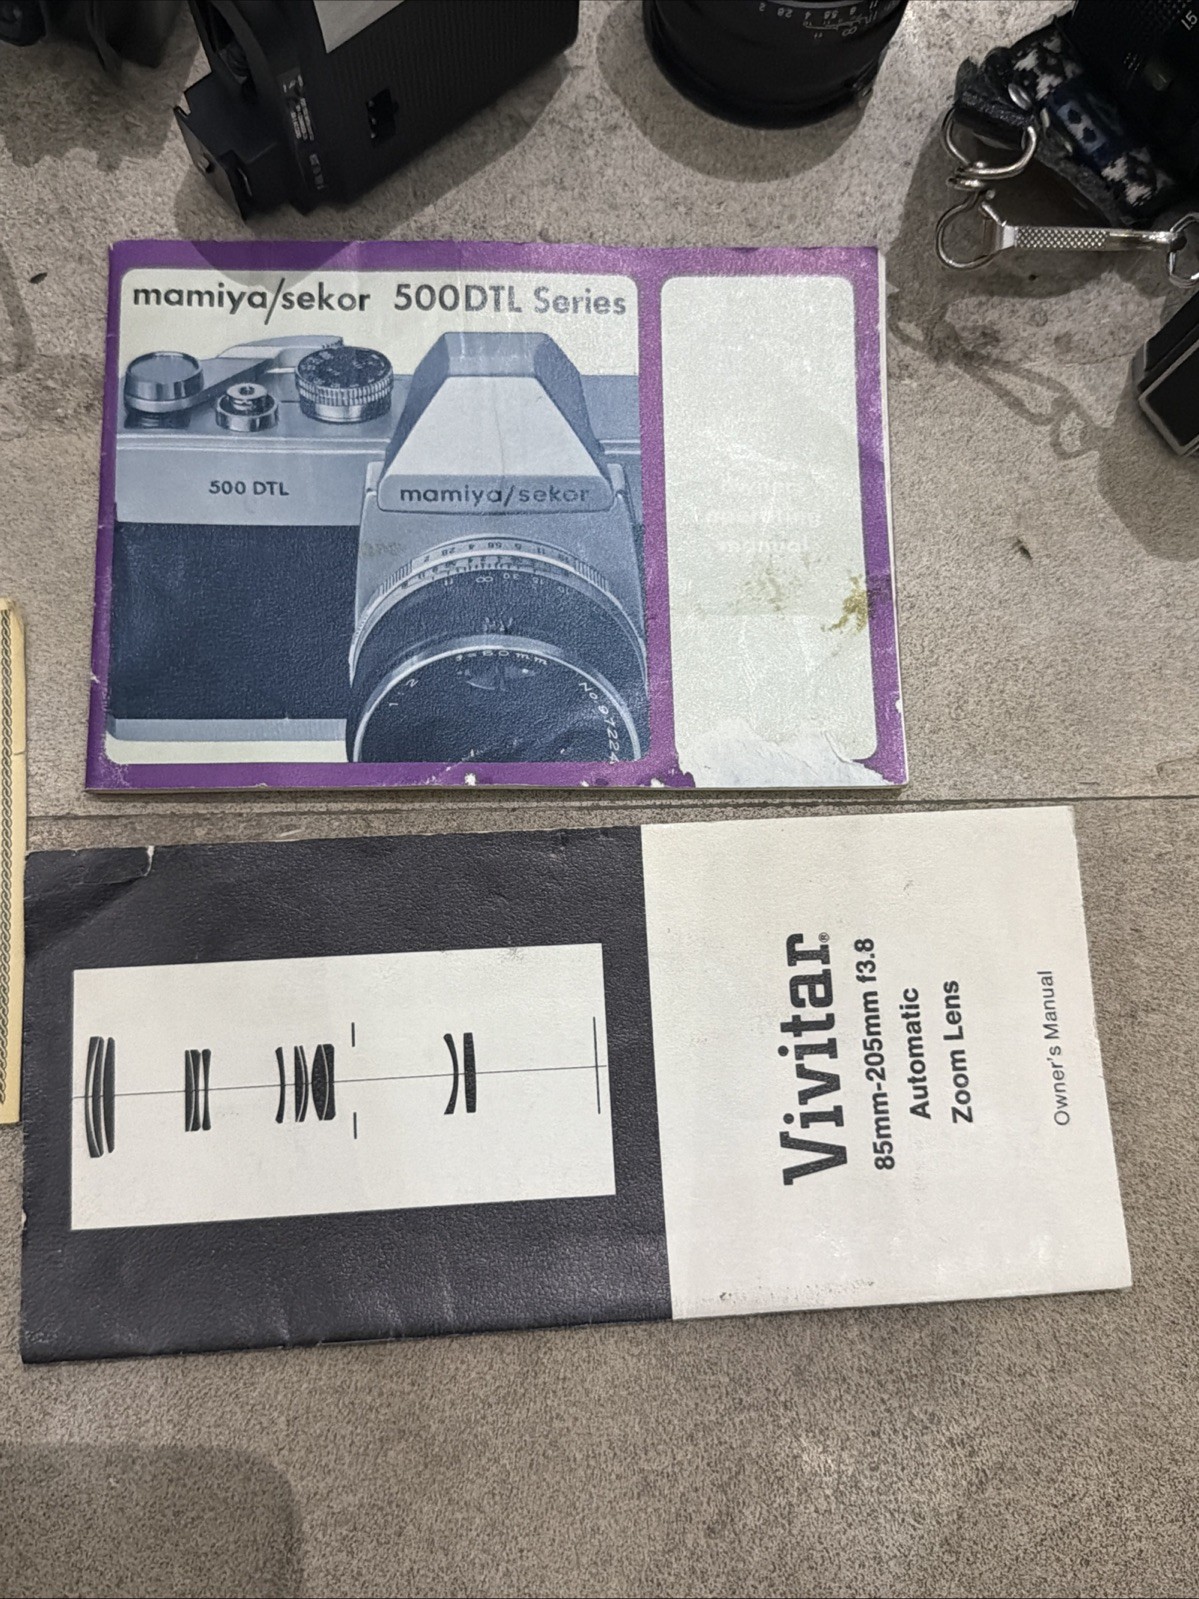 mamiya/sekor 500DTL Series
500 DTL
mamiya/sekor
Vivitar®
85mm-205mm f3.8
Automatic
Zoom Lens
Owner's Manual